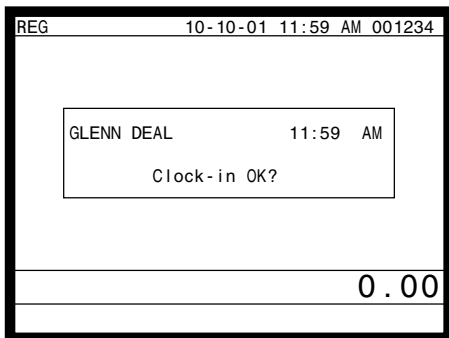 REG 10-10-01 11:59 AM 001234
GLENN DEAL 11:59 AM
Clock-in OK?
0.00